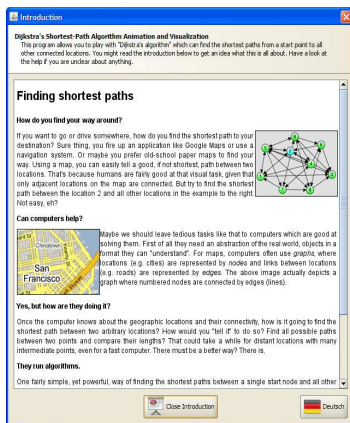 Introduction
Dijkstra's Shortest-Path Algorithm Animation and Visualization
This program allows you to play with "Dijkstra's algorithm" which can find the shortest paths from a start point to all
other connected locations. You might read the introduction below to get an idea what this is all about. Have a look at
the help if you are unclear about anything.
Finding shortest paths
How do you find your way around?
If you want to go or drive somewhere, how do you find the shortest path to your
destination? Sure thing, you fire up an application like Google Maps or use a
navigation system. Or maybe you prefer old-school paper maps to find your
way. Using a map, you can easily tell a good, if not shortest, path between two
locations. That's because humans are fairly good at that visual task, given that
only adjacent locations on the map are connected. But try to find the shortest
path between the location 2 and all other locations in the example to the right.
Not easy, eh?
Can computers help?
Chinatown
San
Francisco
Maybe we should leave tedious tasks like that to computers which are good at
solving them. First of all they need an abstraction of the real world, objects in a
format they can "understand". For maps, computers often use graphs, where
locations (e.g. cities) are represented by nodes and links between locations
(e.g. roads) are represented by edges. The above image actually depicts a
graph where numbered nodes are connected by edges (lines).
Yes, but how are they doing it?
Once the computer knows about the geographic locations and their connectivity, how is it going to find the
shortest path between two arbitrary locations? How would you "tell it" to do so? Find all possible paths
between two points and compare their lengths? That could take a while for distant locations with many
intermediate points, even for a fast computer. There must be a better way? There is.
They run algorithms.
One fairly simple, yet powerful, way of finding the shortest paths between a single start node and all other
Close Introduction
Deutsch